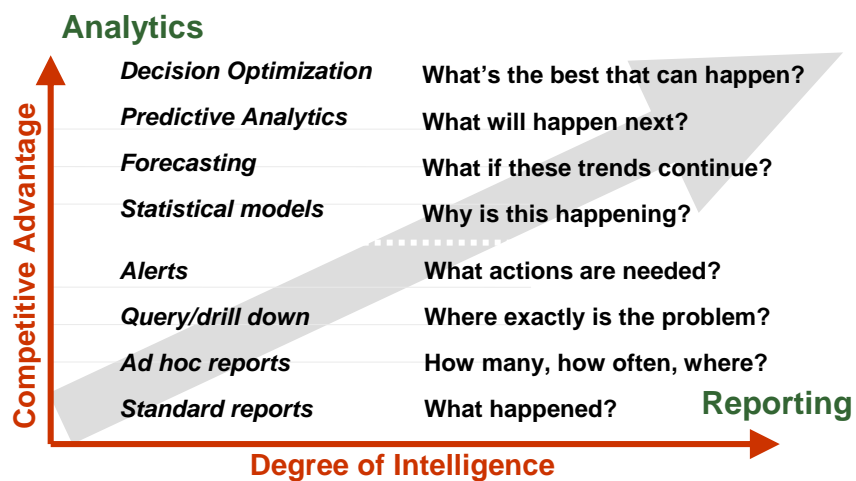 Analytics
Decision Optimization What's the best that can happen?
Predictive Analytics What will happen next?
Forecasting What if these trends continue?
Statistical models Why is this happening?
Alerts What actions are needed?
Query/drill down Where exactly is the problem?
Ad hoc reports How many, how often, where?
Standard reports What happened?
Reporting
Competitive Advantage
Degree of Intelligence